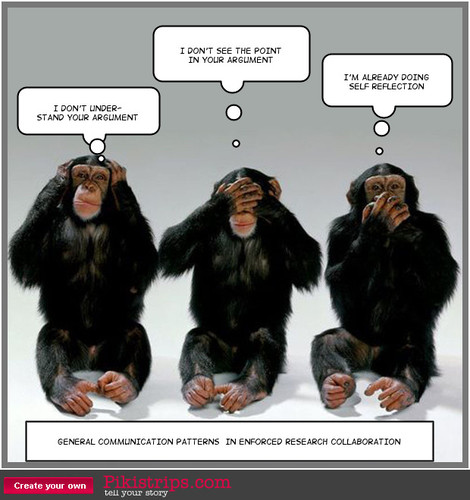 I DON'T UNDER-
STAND YOUR ARGUMENT
I DON'T SEE THE POINT
IN YOUR ARGUMENT
I'M ALREADY DOING
SELF REFLECTION
GENERAL COMMUNICATION PATTERNS IN ENFORCED RESEARCH COLLABORATION
Create your own
Pikistrips.com
tell your story